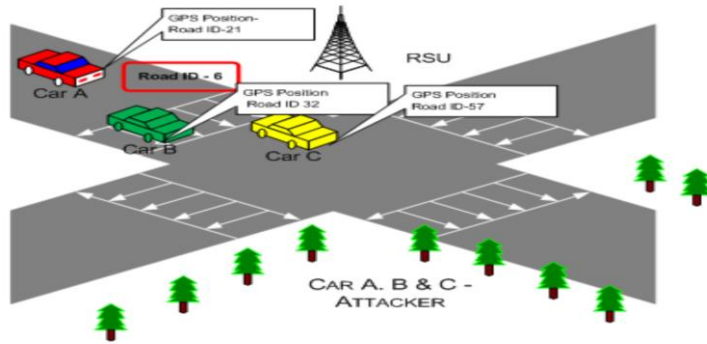 GPS Position-
Road ID-21
RSU
Road ID - 6
Car A
GPS Position
Road ID 32
GPS Position
Road ID-57
Car B
Car C
CAR A. B & C -
ATTACKER